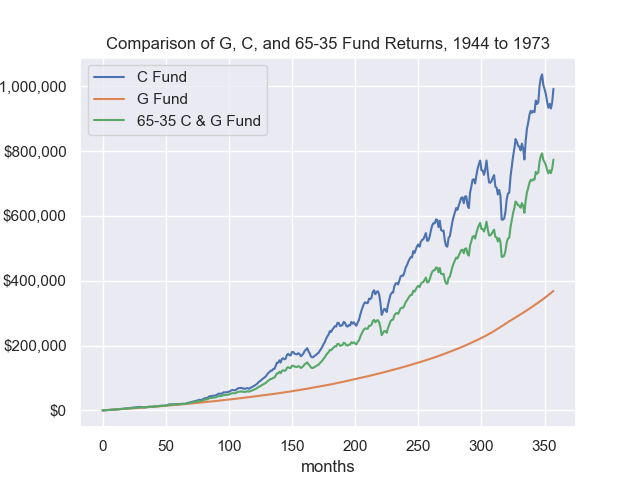 Comparison of G, C, and 65-35 Fund Returns, 1944 to 1973
C Fund
G Fund
65-35 C & G Fund
1,000,000
$800,000
$600,000
$400,000
$200,000
$0
0 50 100 150 200 250 300 350
months